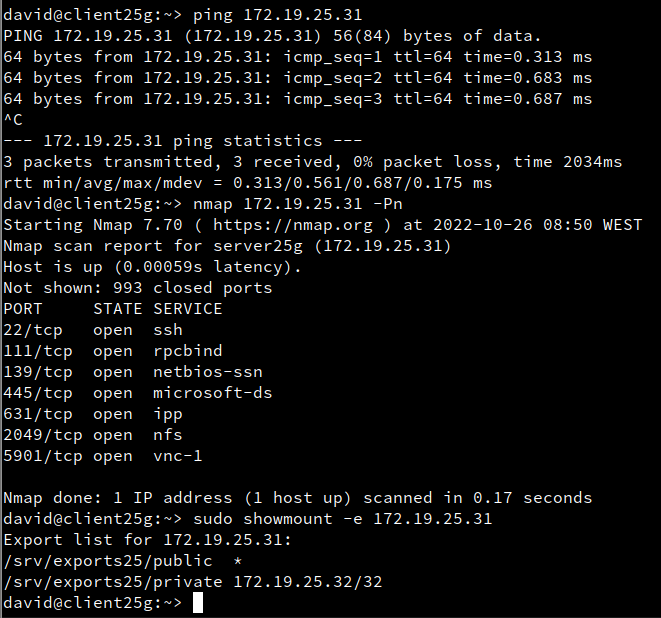 david@client25g:~> ping 172.19.25.31
PING 172.19.25.31 (172.19.25.31) 56(84) bytes of data.
64 bytes from 172.19.25.31: icmp_seq=1 ttl=64 time=0.313 ms
64 bytes from 172.19.25.31: icmp_seq=2 ttl=64 time=0.683 ms
64 bytes from 172.19.25.31: icmp_seq=3 ttl=64 time=0.687 ms
^C
--- 172.19.25.31 ping statistics ---
3 packets transmitted, 3 received, 0% packet loss, time 2034ms
rtt min/avg/max/mdev = 0.313/0.561/0.687/0.175 ms
david@client25g:~> nmap 172.19.25.31 -Pn
Starting Nmap 7.70 ( https://nmap.org ) at 2022-10-26 08:50 WEST
Nmap scan report for server25g (172.19.25.31)
Host is up (0.00059s latency).
Not shown: 993 closed ports
PORT     STATE SERVICE
22/tcp   open  ssh
111/tcp  open  rpcbind
139/tcp  open  netbios-ssn
445/tcp  open  microsoft-ds
631/tcp  open  ipp
2049/tcp open  nfs
5901/tcp open  vnc-1

Nmap done: 1 IP address (1 host up) scanned in 0.17 seconds
david@client25g:~> sudo showmount -e 172.19.25.31
Export list for 172.19.25.31:
/srv/exports25/public  *
/srv/exports25/private 172.19.25.32/32
david@client25g:~>